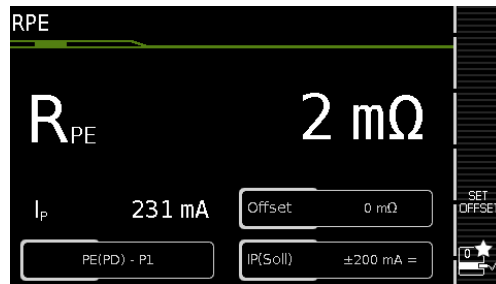 RPE
RPE 2 mΩ
IP 231 mA
Offset 0 mΩ
SET
OFFSET
PE(PD) - P1
IP(Soll) ±200 mA =
0